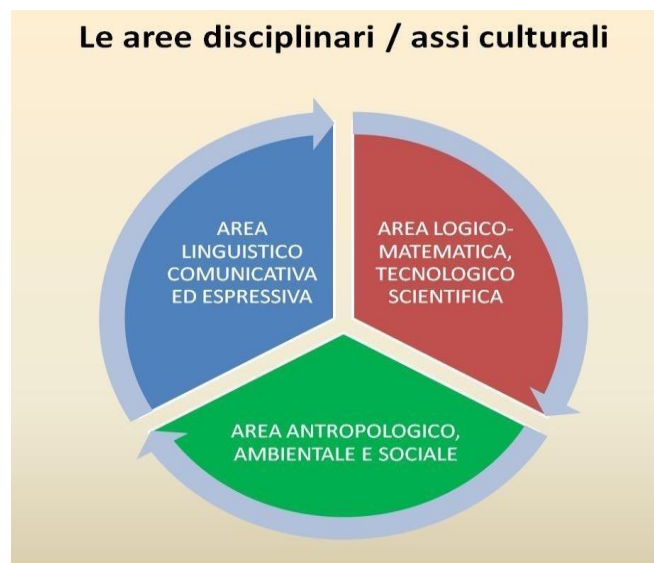 Le aree disciplinari / assi culturali
AREA
LINGUISTICO
COMUNICATIVA
ED ESPRESSIVA
AREA LOGICO-
MATEMATICA,
TECNOLOGICO
SCIENTIFICA
AREA ANTROPOLOGICO,
AMBIENTALE E SOCIALE